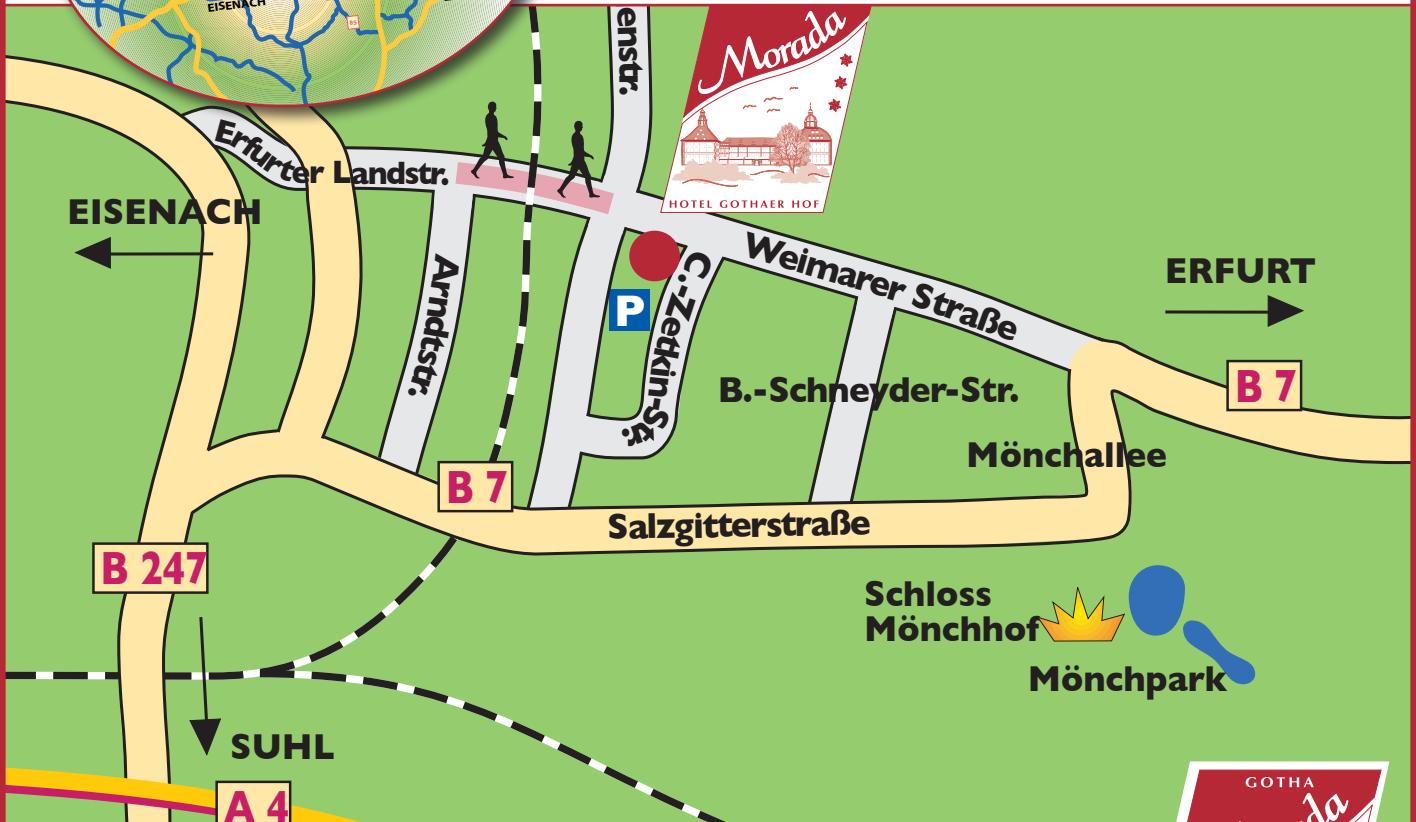 EISENACH
85
enstr.
Morada
HOTEL GOTHAER HOF
Erfurter Landstr.
EISENACH
Weimarer Straße
ERFURT
Arndtstr.
P
C.-Zetkin-Str.
B.-Schneyder-Str.
B 7
Mönchallee
B 7
Salzgitterstraße
B 247
Schloss
Mönchhof
Mönchpark
SUHL
A 4
GOTHA